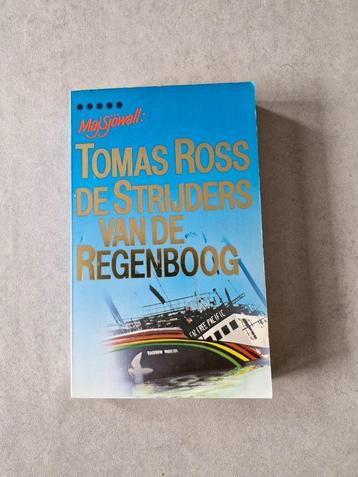 Maj Sjöwall:
TOMAS ROSS
DE STRIJDERS
VAN DE
REGENBOOG
RAINBOW WARRIOR